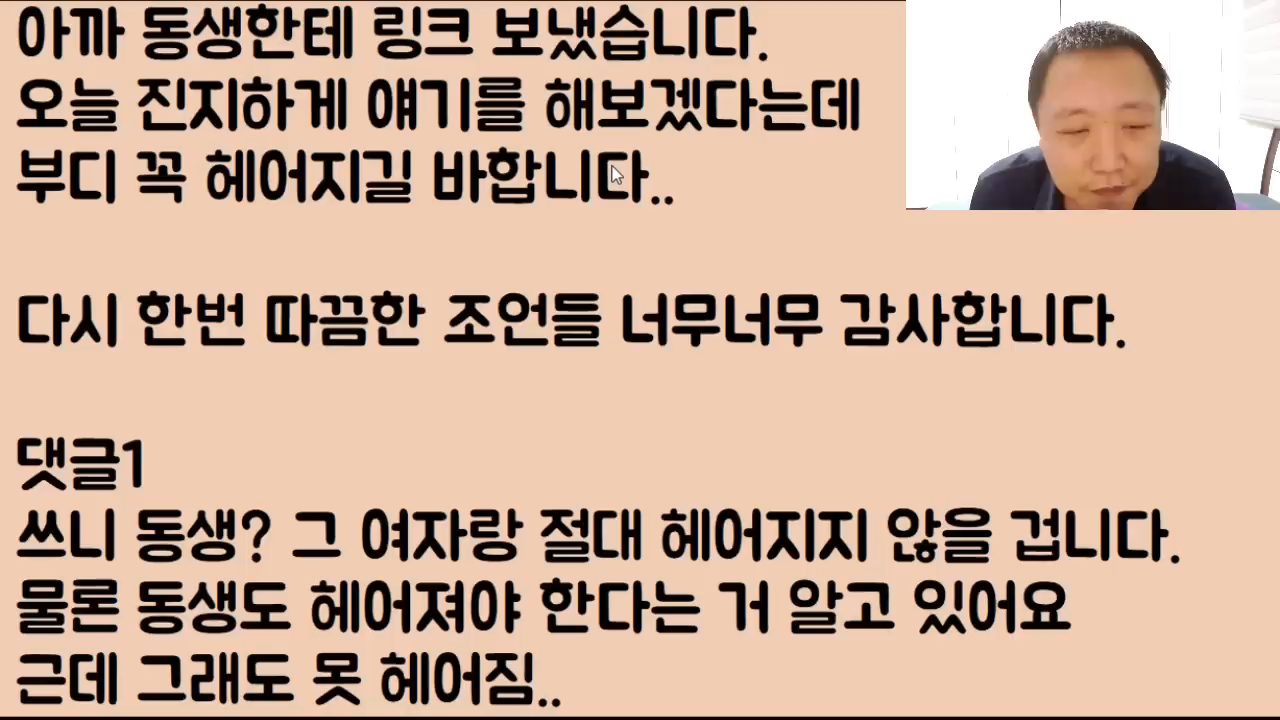 아까 동생한테 링크 보냈습니다.
오늘 진지하게 얘기를 해보겠다는데
부디 꼭 헤어지길 바합니다..
다시 한번 따끔한 조언들 너무너무 감사합니다.
댓글1
쓰니 동생? 그 여자랑 절대 헤어지지 않을 겁니다.
물론 동생도 헤어져야 한다는 거 알고 있어요
근데 그래도 못 헤어짐..